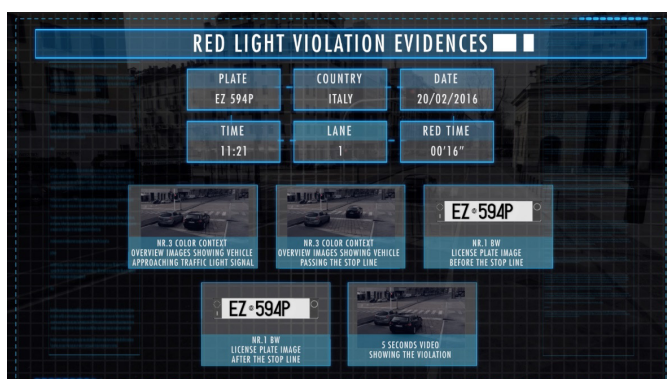 RED LIGHT VIOLATION EVIDENCES
PLATE
EZ 594P
COUNTRY
ITALY
DATE
20/02/2016
TIME
11:21
LANE
1
RED TIME
00'16"
NR.3 COLOR CONTEXT
OVERVIEW IMAGES SHOWING VEHICLE
APPROACHING TRAFFIC LIGHT SIGNAL
NR.3 COLOR CONTEXT
OVERVIEW IMAGES SHOWING VEHICLE
PASSING THE STOP LINE
EZ 594P
NR.1 BW
LICENSE PLATE IMAGE
BEFORE THE STOP LINE
EZ 594P
NR.1 BW
LICENSE PLATE IMAGE
AFTER THE STOP LINE
5 SECONDS VIDEO
SHOWING THE VIOLATION